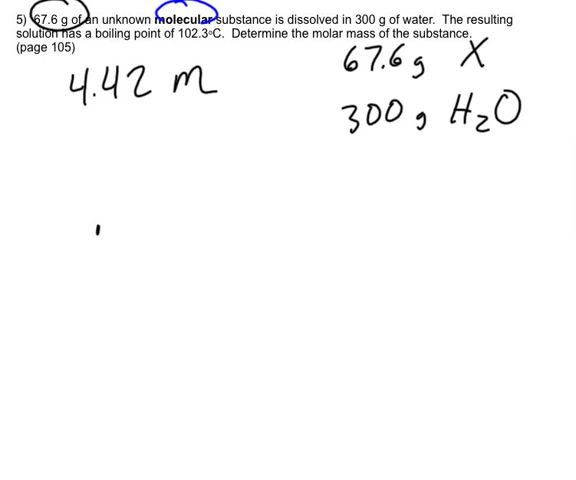 5) 67.6 g of an unknown molecular substance is dissolved in 300 g of water. The resulting
solution has a boiling point of 102.3°C. Determine the molar mass of the substance.
(page 105)
67.6 g X
4.42 m
300 g H₂O